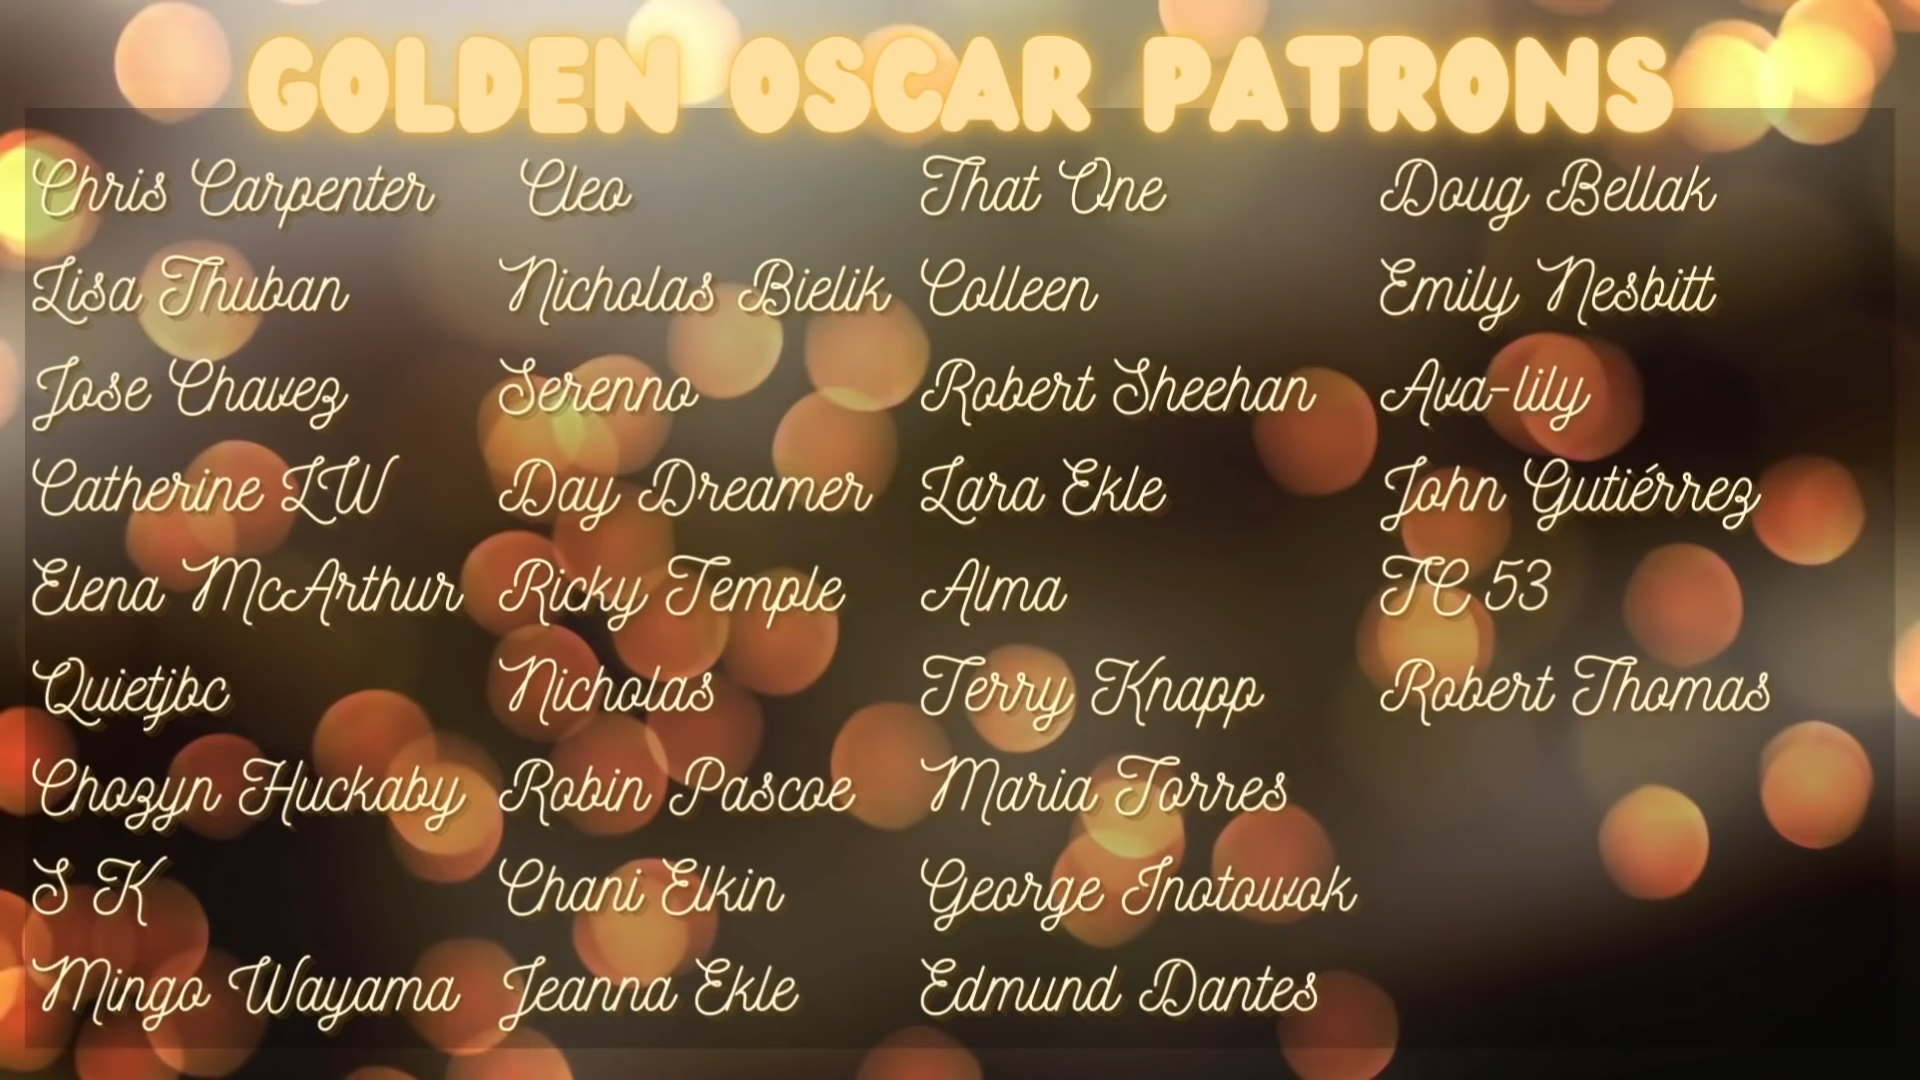 GOLDEN OSCAR PATRONS
Chris Carpenter
Lisa Thuban
Jose Chavez
Catherine LW
Elena McArthur
Quietjbc
Chozyn Huckaby
S K
Mingo Wayama
Cleo
Nicholas Bielik
Serenno
Day Dreamer
Ricky Temple
Nicholas
Robin Pascoe
Chani Elkin
Jeanna Ekle
That One
Colleen
Robert Sheehan
Lara Ekle
Alma
Terry Knapp
Maria Torres
George Inotowok
Edmund Dantes
Doug Bellak
Emily Nesbitt
Ava-lily
John Gutiérrez
TC 53
Robert Thomas